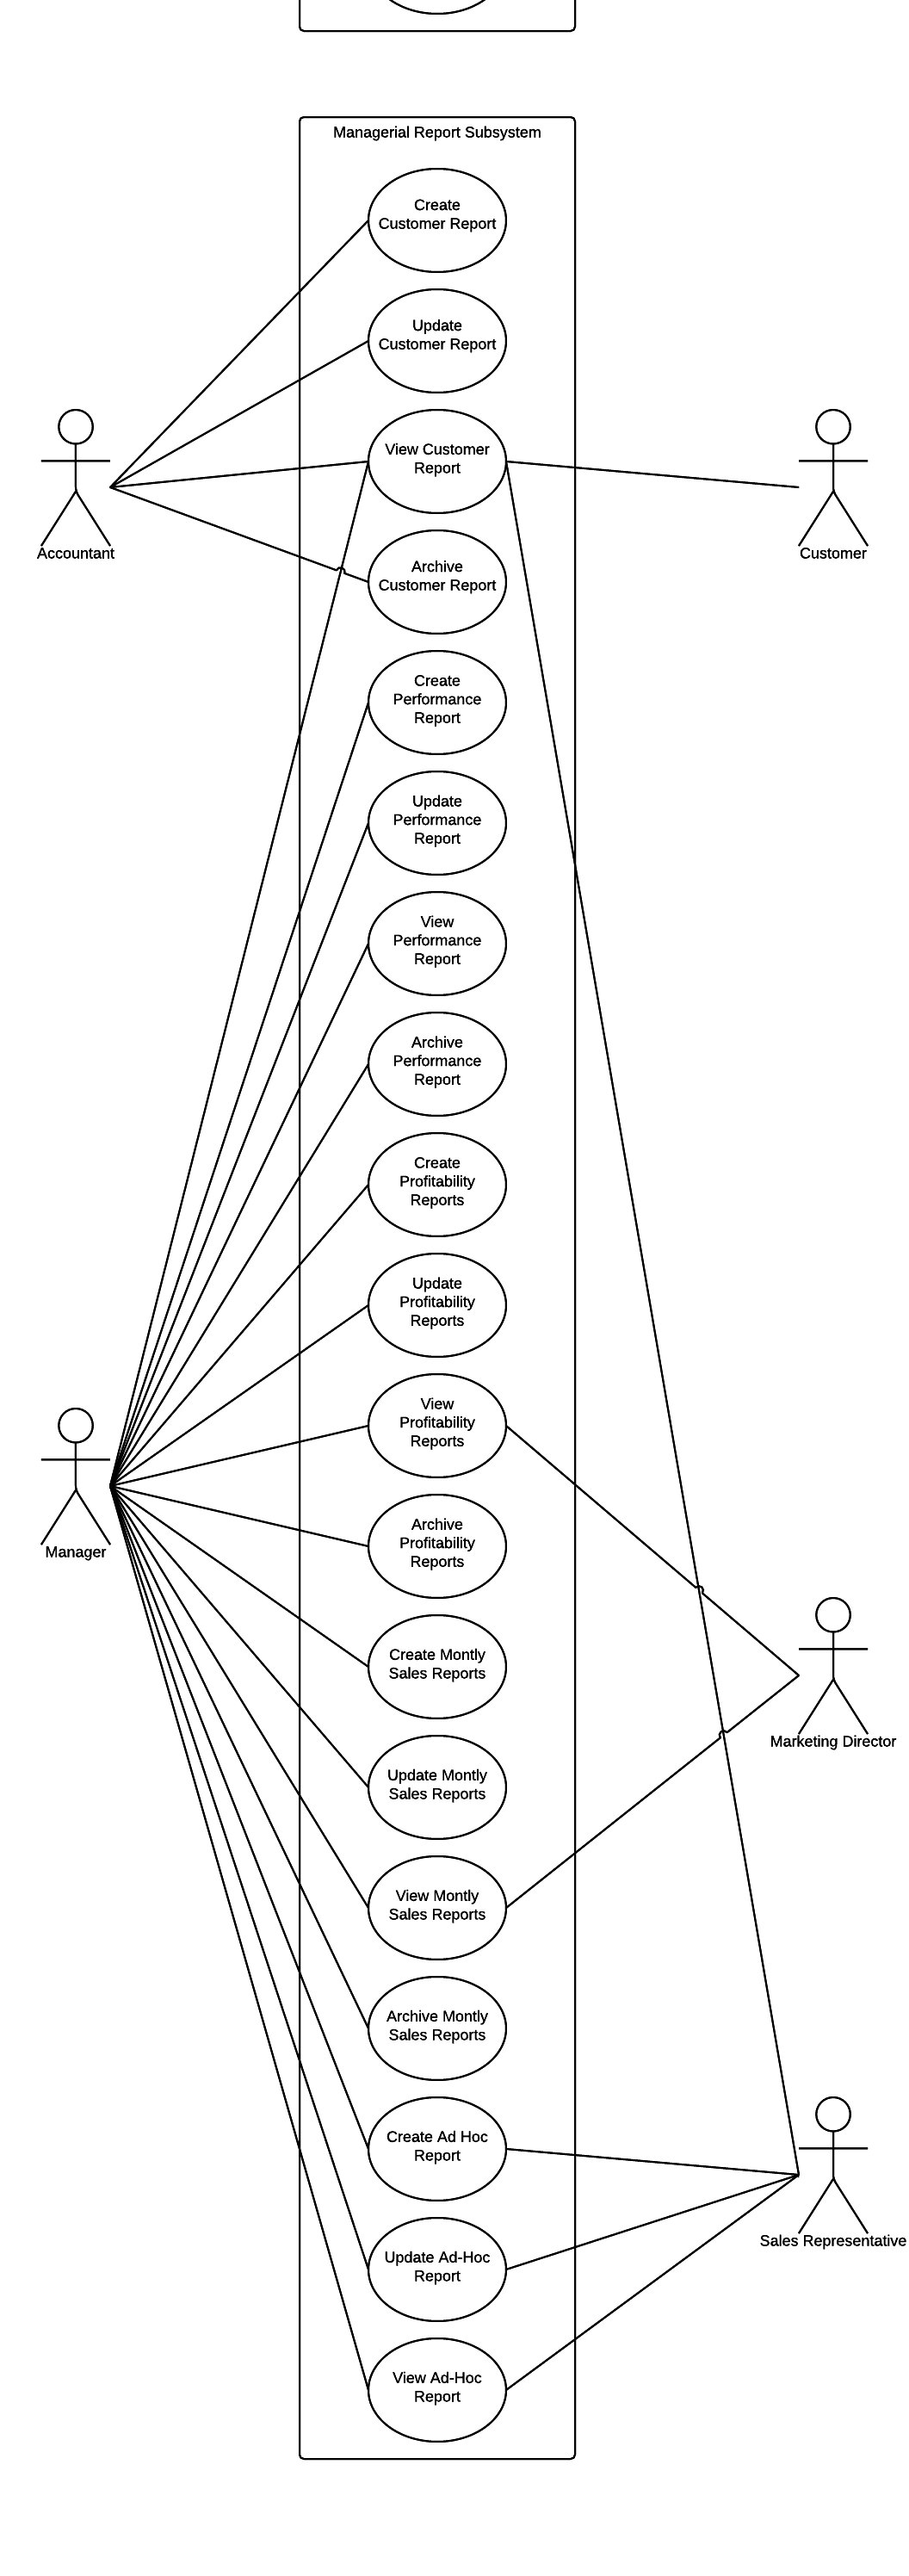 Managerial Report Subsystem
Create
Customer Report
Update
Customer Report
View Customer
Report
Accountant
Customer
Archive
Customer Report
Create
Performance
Report
Update
Performance
Report
View
Performance
Report
Archive
Performance
Report
Create
Profitability
Reports
Update
Profitability
Reports
View
Profitability
Reports
Archive
Profitability
Reports
Manager
Create Montly
Sales Reports
Marketing Director
Update Montly
Sales Reports
View Montly
Sales Reports
Archive Montly
Sales Reports
Create Ad Hoc
Report
Sales Representative
Update Ad-Hoc
Report
View Ad-Hoc
Report